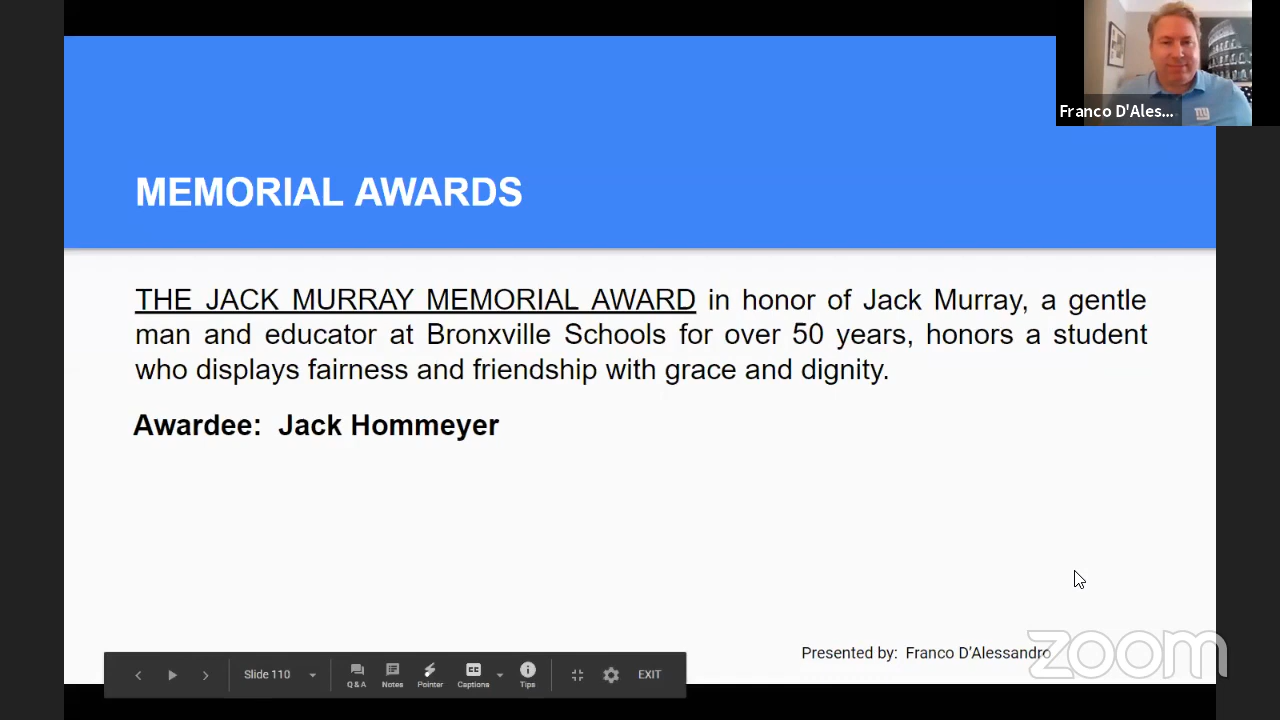 Franco D'Ales...
MEMORIAL AWARDS
THE JACK MURRAY MEMORIAL AWARD in honor of Jack Murray, a gentle
man and educator at Bronxville Schools for over 50 years, honors a student
who displays fairness and friendship with grace and dignity.
Awardee: Jack Hommeyer
Presented by: Franco D'Alessandro
zoom
Slide 110
Q&A
Notes
Pointer
CC
Captions
Tips
EXIT
ny